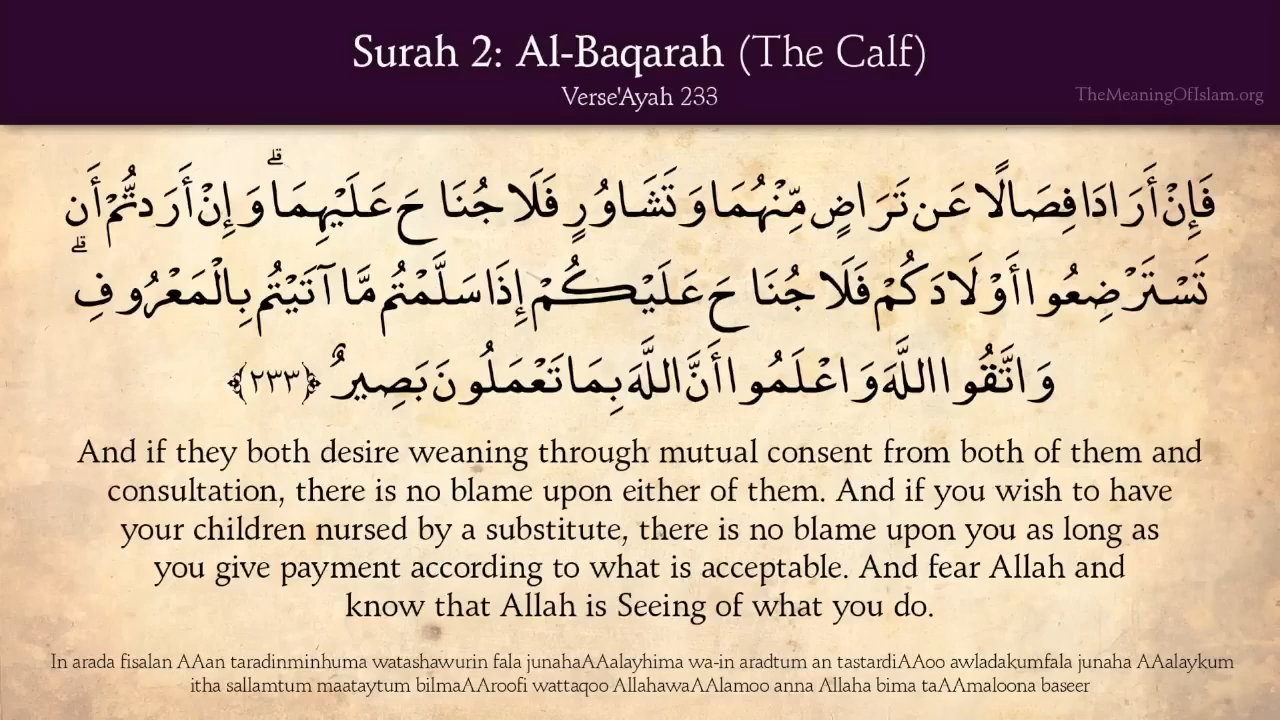 Surah 2: Al-Baqarah (The Calf)
Verse'Ayah 233
TheMeaningOfIslam.org
فَإِنْ أَرَادَا فِصَالًا عَن تَرَاضٍ مِّنْهُمَا وَتَشَاوُرٍ فَلَا جُنَاحَ عَلَيْهِمَا ۗ وَإِنْ أَرَدتُّمْ أَن
تَسْتَرْضِعُوا أَوْلَادَكُمْ فَلَا جُنَاحَ عَلَيْكُمْ إِذَا سَلَّمْتُم مَّا آتَيْتُم بِالْمَعْرُوفِ ۗ
وَاتَّقُوا اللَّهَ وَاعْلَمُوا أَنَّ اللَّهَ بِمَا تَعْمَلُونَ بَصِيرٌ ﴿٢٣٣﴾
And if they both desire weaning through mutual consent from both of them and
consultation, there is no blame upon either of them. And if you wish to have
your children nursed by a substitute, there is no blame upon you as long as
you give payment according to what is acceptable. And fear Allah and
know that Allah is Seeing of what you do.
In arada fisalan AAan taradinminhuma watashawurin fala junahaAAalayhima wa-in aradtum an tastardiAAoo awladakumfala junaha AAalaykum
itha sallamtum maataytum bilmaAAroofi wattaqoo AllahawaAAlamoo anna Allaha bima taAAmaloona baseer